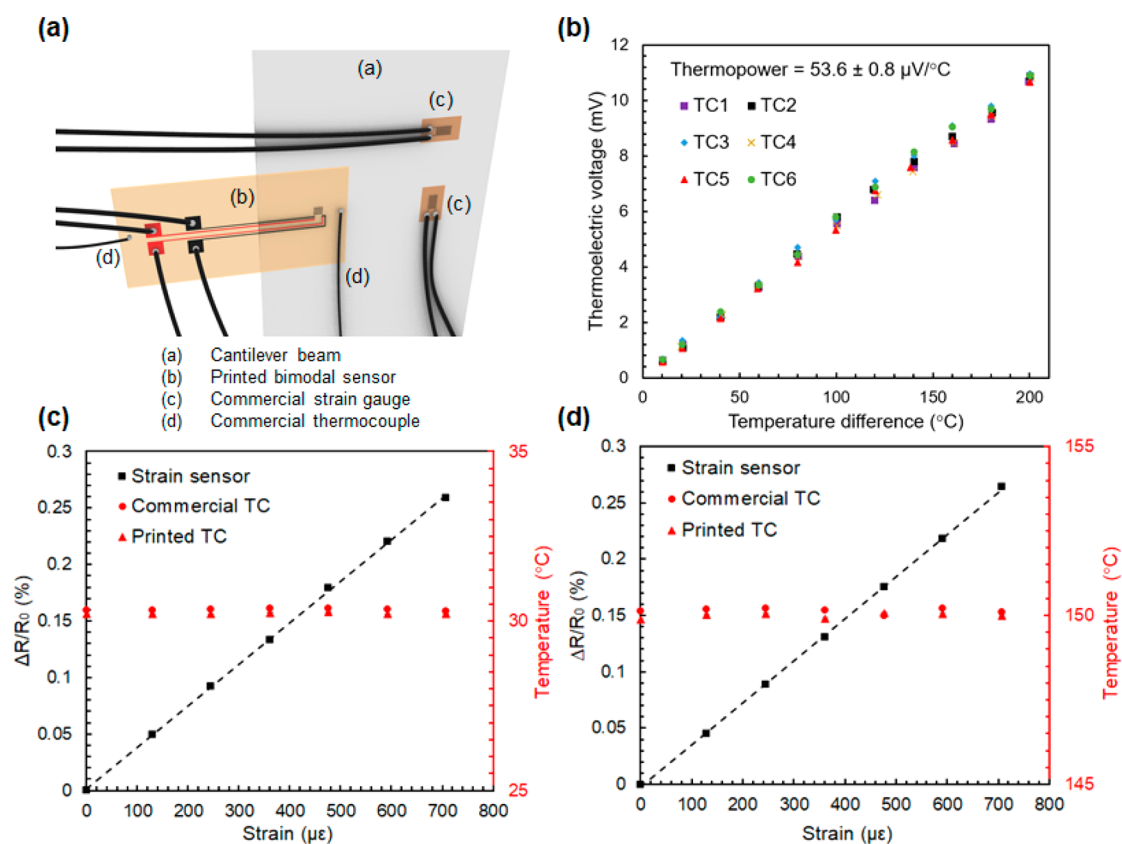 (a)
(a)
(c)
(b)
(c)
(d)
(d)
(a) Cantilever beam
(b) Printed bimodal sensor
(c) Commercial strain gauge
(d) Commercial thermocouple
(b)
Thermopower = 53.6 ± 0.8 µV/°C
TC1 TC2
TC3 TC4
TC5 TC6
Thermoelectric voltage (mV)
12
10
8
6
4
2
0
0 50 100 150 200
Temperature difference (°C)
(c)
Strain sensor
Commercial TC
Printed TC
ΔR/R₀ (%)
0.3
0.25
0.2
0.15
0.1
0.05
0
0 100 200 300 400 500 600 700 800
Strain (µε)
35
30
25
Temperature (°C)
(d)
Strain sensor
Commercial TC
Printed TC
ΔR/R₀ (%)
0.3
0.25
0.2
0.15
0.1
0.05
0
0 100 200 300 400 500 600 700 800
Strain (µε)
155
150
145
Temperature (°C)